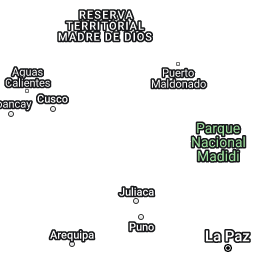 RESERVA
TERRITORIAL
MADRE DE DIOS
Aguas
Calientes
Puerto
Maldonado
bancay
Cusco
Parque
Nacional
Madidi
Juliaca
Puno
Arequipa
La Paz